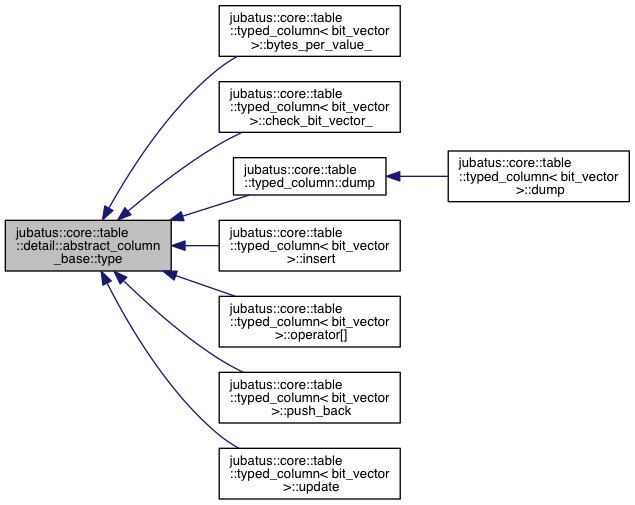 jubatus::core::table
::typed_column< bit_vector
>::bytes_per_value_
jubatus::core::table
::typed_column< bit_vector
>::check_bit_vector_
jubatus::core::table
::typed_column::dump
jubatus::core::table
::typed_column< bit_vector
>::dump
jubatus::core::table
::detail::abstract_column
_base::type
jubatus::core::table
::typed_column< bit_vector
>::insert
jubatus::core::table
::typed_column< bit_vector
>::operator[]
jubatus::core::table
::typed_column< bit_vector
>::push_back
jubatus::core::table
::typed_column< bit_vector
>::update